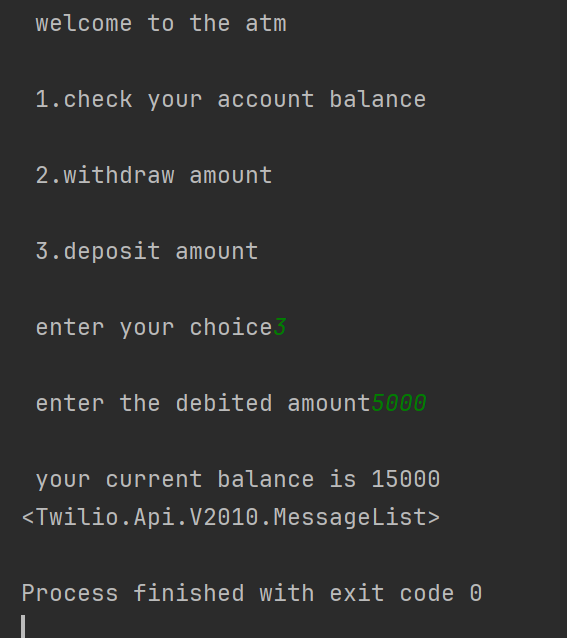 welcome to the atm
1.check your account balance
2.withdraw amount
3.deposit amount
enter your choice3
enter the debited amount5000
your current balance is 15000
<Twilio.Api.V2010.MessageList>
Process finished with exit code 0